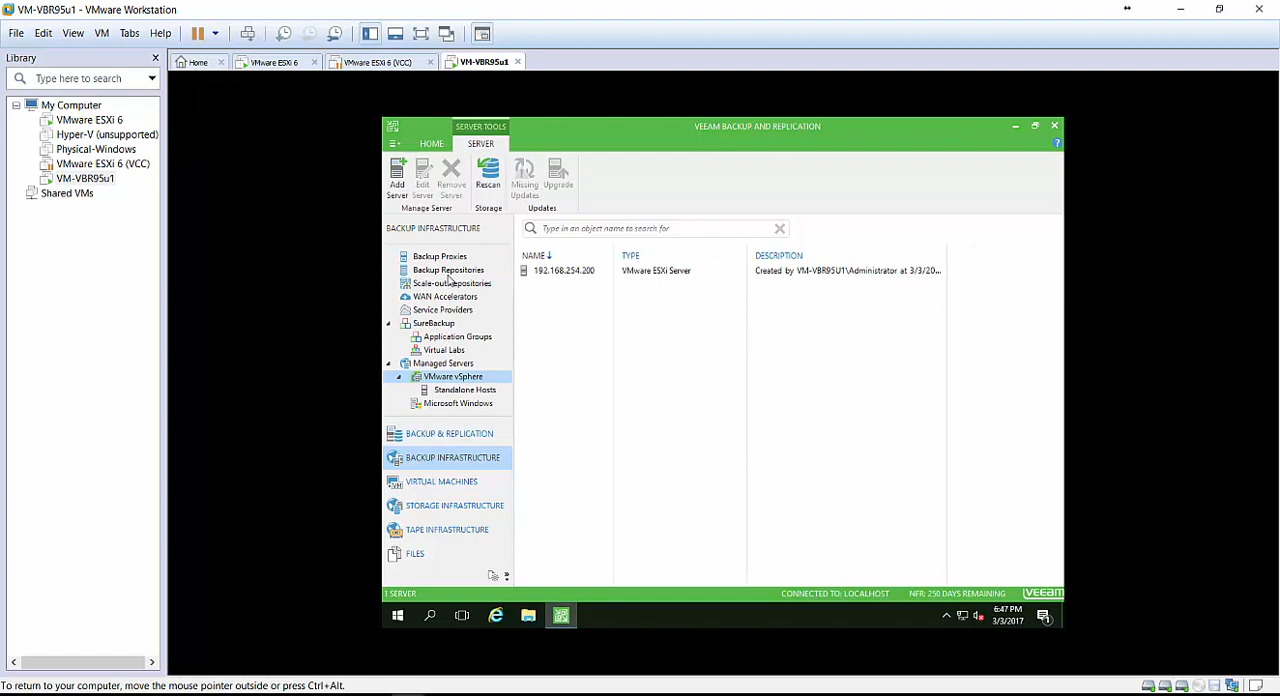 VM-VBR95u1 - VMware Workstation
File Edit View VM Tabs Help
Library
Home
VMware ESXi 6
VMware ESXi 6 (VCC)
VM-VBR95u1
Type here to search
My Computer
VMware ESXi 6
Hyper-V (unsupported)
Physical-Windows
VMware ESXi 6 (VCC)
VM-VBR95u1
Shared VMs
SERVER TOOLS
VEEAM BACKUP AND REPLICATION
HOME SERVER
Add Server
Edit Server
Remove Server
Rescan
Missing Updates
Upgrade
Manage Server
Storage
Updates
BACKUP INFRASTRUCTURE
Type in an object name to search for
Backup Proxies
Backup Repositories
Scale-out Repositories
WAN Accelerators
Service Providers
SureBackup
Application Groups
Virtual Labs
Managed Servers
VMware vSphere
Standalone Hosts
Microsoft Windows
NAME TYPE DESCRIPTION
192.168.254.200 VMware ESXi Server Created by VM-VBR95U1\Administrator at 3/3/20...
BACKUP & REPLICATION
BACKUP INFRASTRUCTURE
VIRTUAL MACHINES
STORAGE INFRASTRUCTURE
TAPE INFRASTRUCTURE
FILES
1 SERVER
CONNECTED TO: LOCALHOST
NFR: 250 DAYS REMAINING
VEEAM
6:47 PM
3/3/2017
1
To return to your computer, move the mouse pointer outside or press Ctrl+Alt.